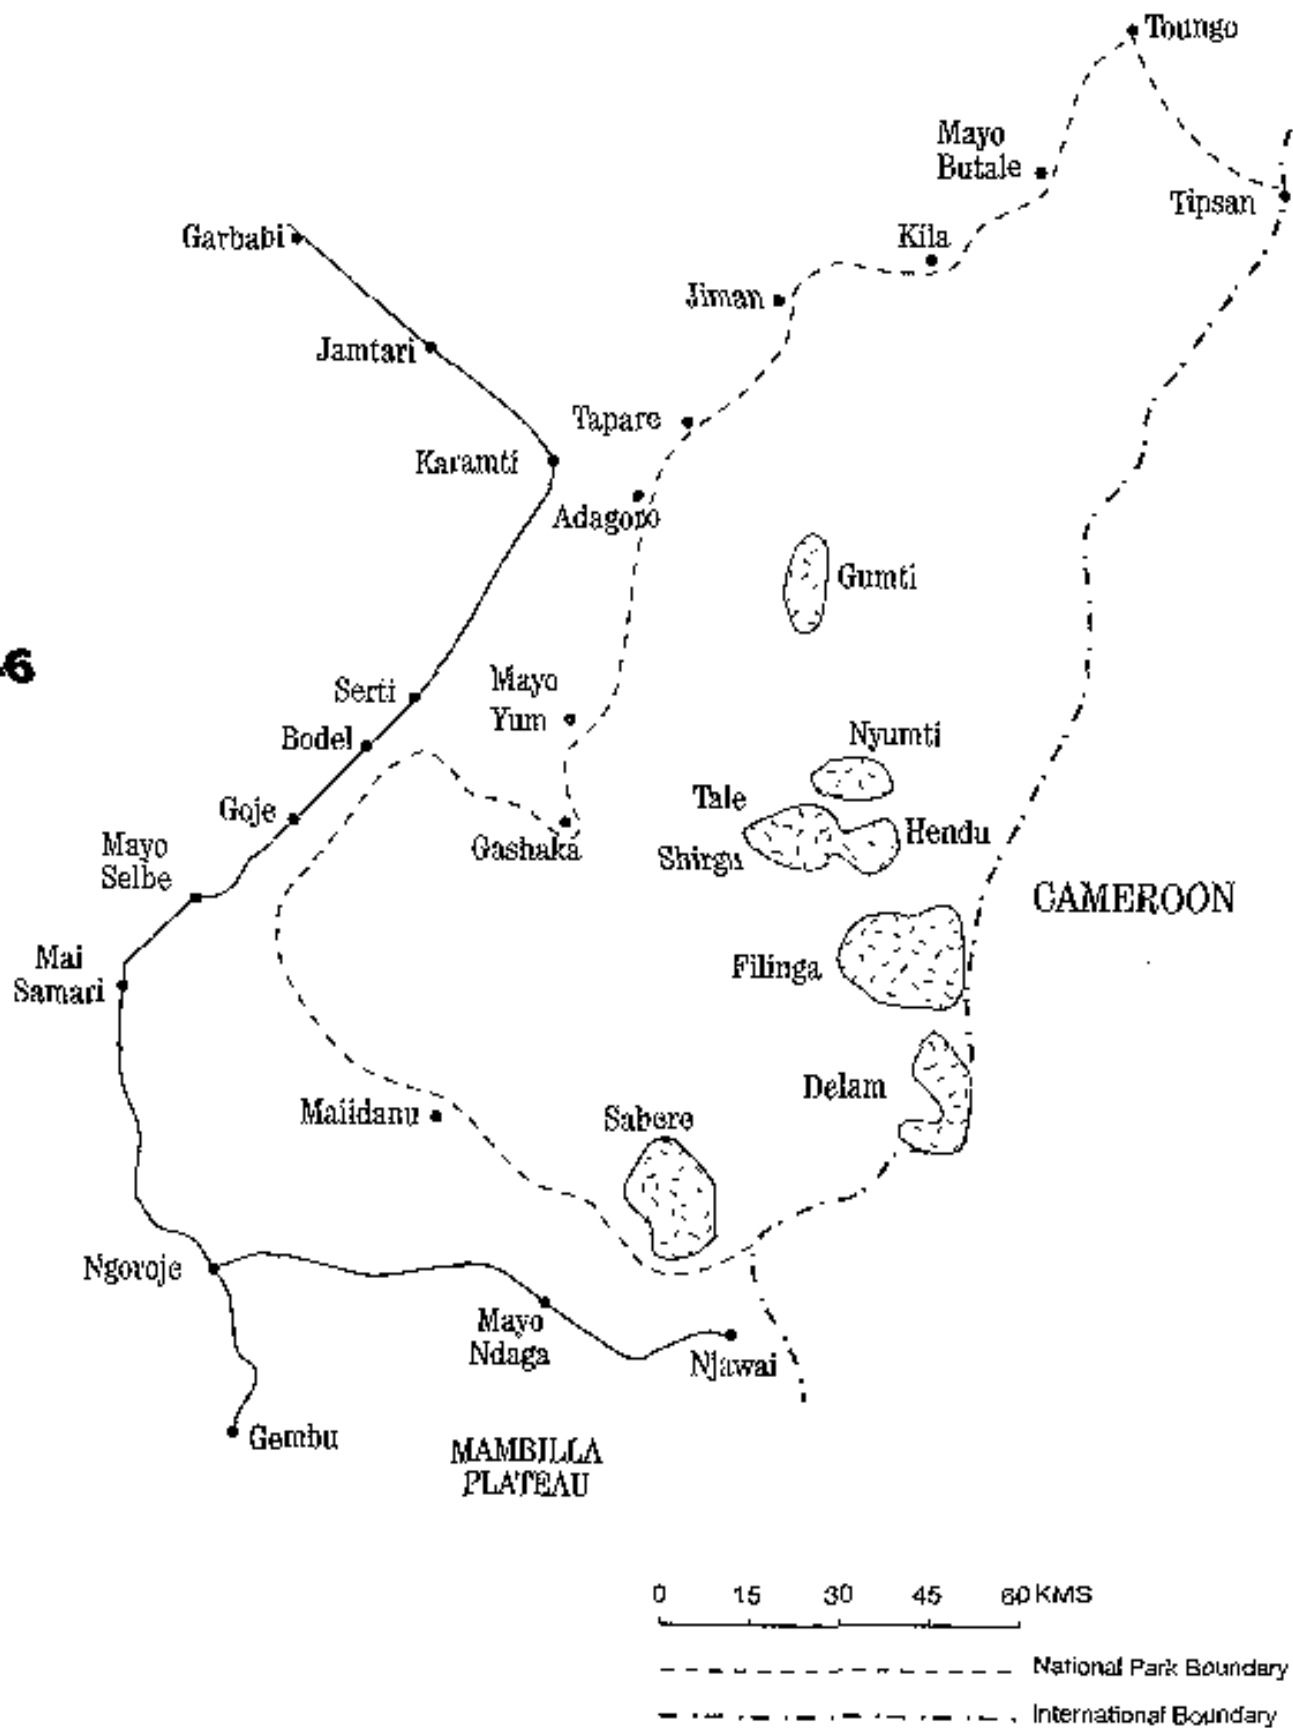 Toungo
Mayo
Butale
Tipsan
Garbabi
Kila
Jiman
Jamtari
Tapare
Karamti
Adagoro
Gumti
6
Serti
Mayo
Yum
Bodel
Nyumti
Tale
Goje
Hendu
Mayo
Selbe
Gashaka
Shirgu
CAMEROON
Mai
Samari
Filinga
Delam
Maiidanu
Sabere
Ngoroje
Mayo
Ndaga
Njawai
Gembu
MAMBILLA
PLATEAU
0 15 30 45 60 KMS
National Park Boundary
International Boundary